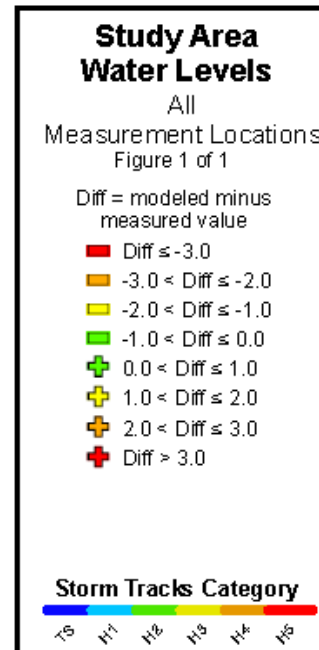 Study Area
Water Levels
All
Measurement Locations
Figure 1 of 1
Diff = modeled minus
measured value
Diff ≤ -3.0
-3.0 < Diff ≤ -2.0
-2.0 < Diff ≤ -1.0
-1.0 < Diff ≤ 0.0
0.0 < Diff ≤ 1.0
1.0 < Diff ≤ 2.0
2.0 < Diff ≤ 3.0
Diff > 3.0
Storm Tracks Category
TS H1 H2 H3 H4 H5